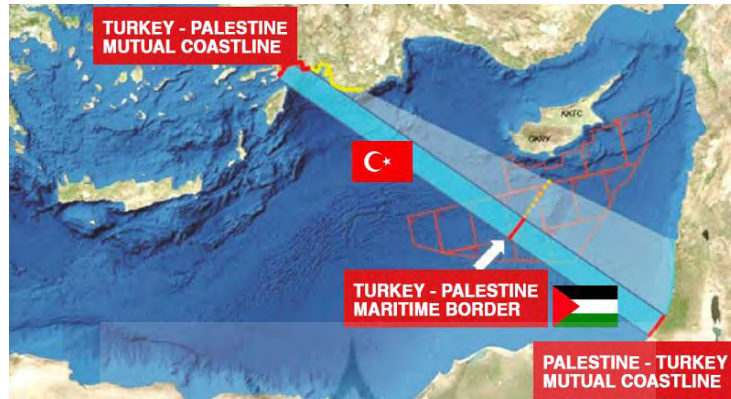 TURKEY - PALESTINE
MUTUAL COASTLINE
KKTC
GKRY
TURKEY - PALESTINE
MARITIME BORDER
PALESTINE - TURKEY
MUTUAL COASTLINE